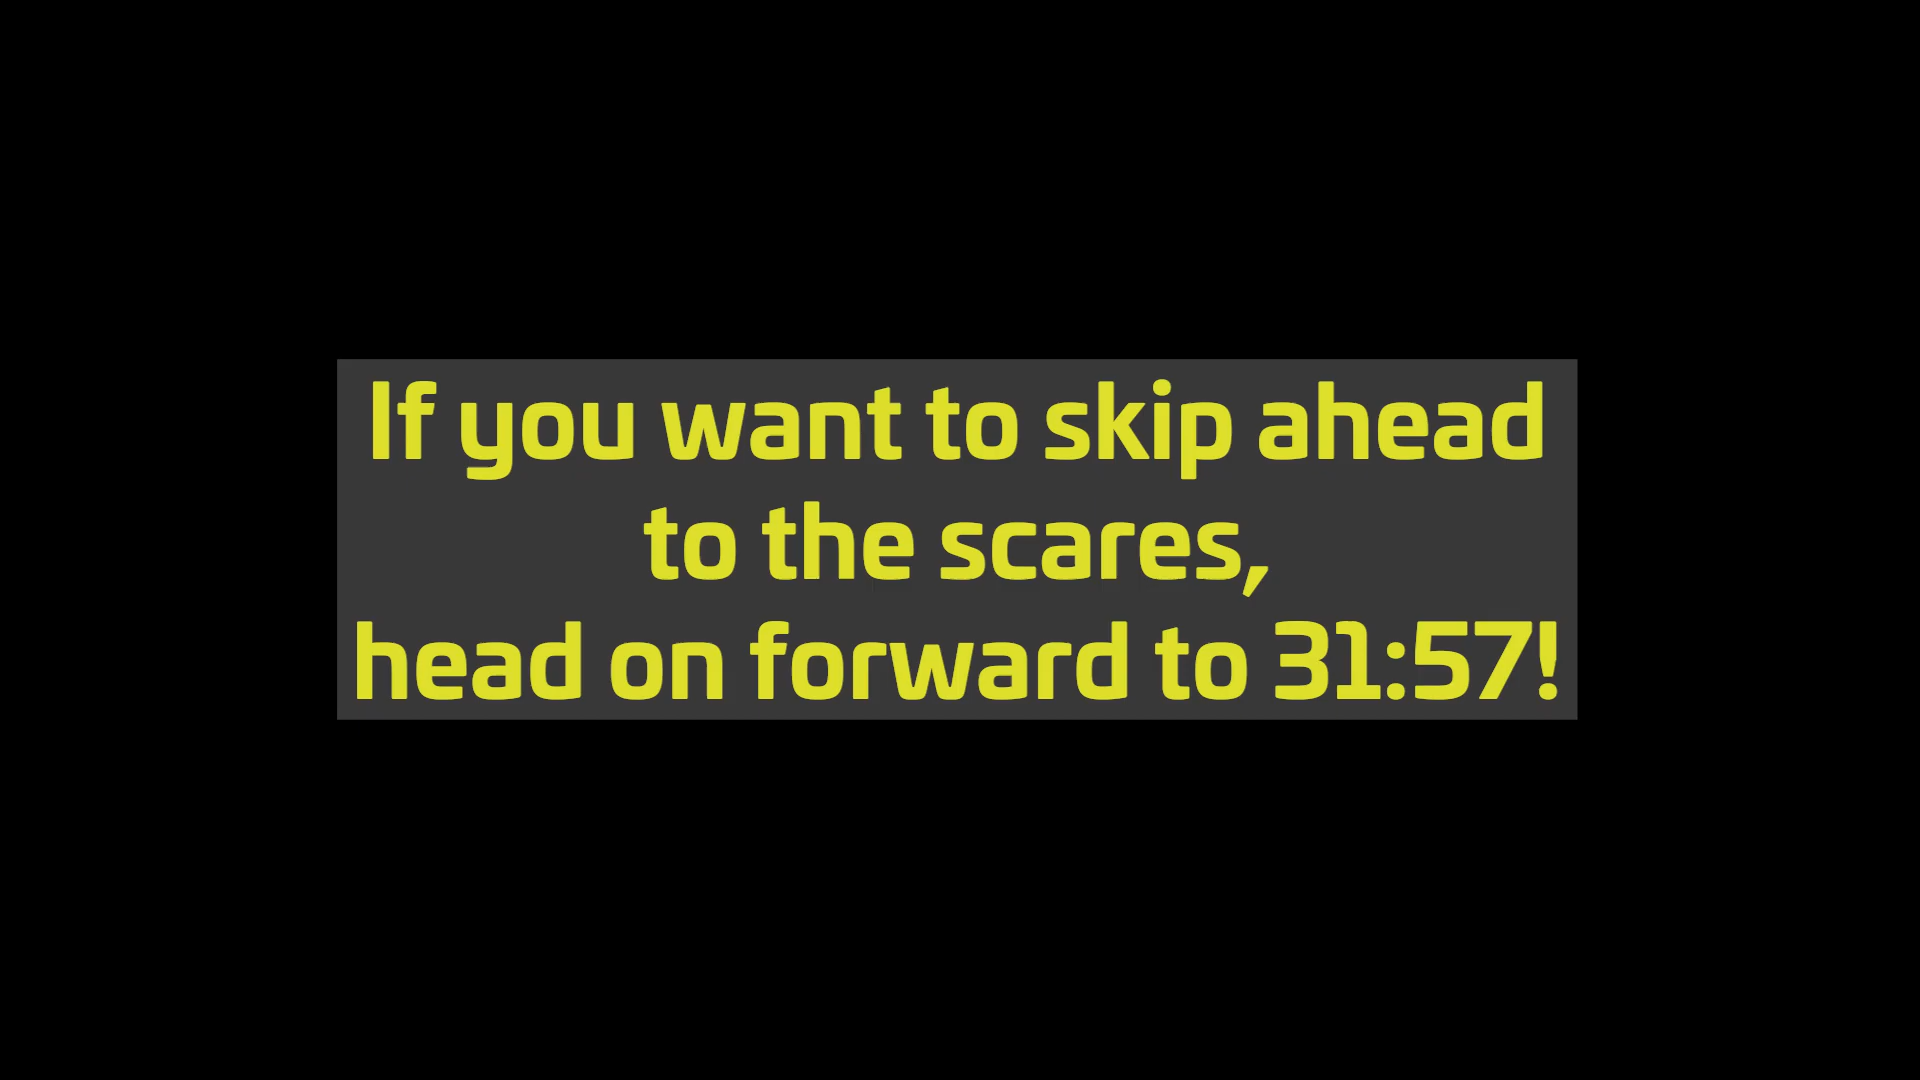 If you want to skip ahead
to the scares,
head on forward to 31:57!